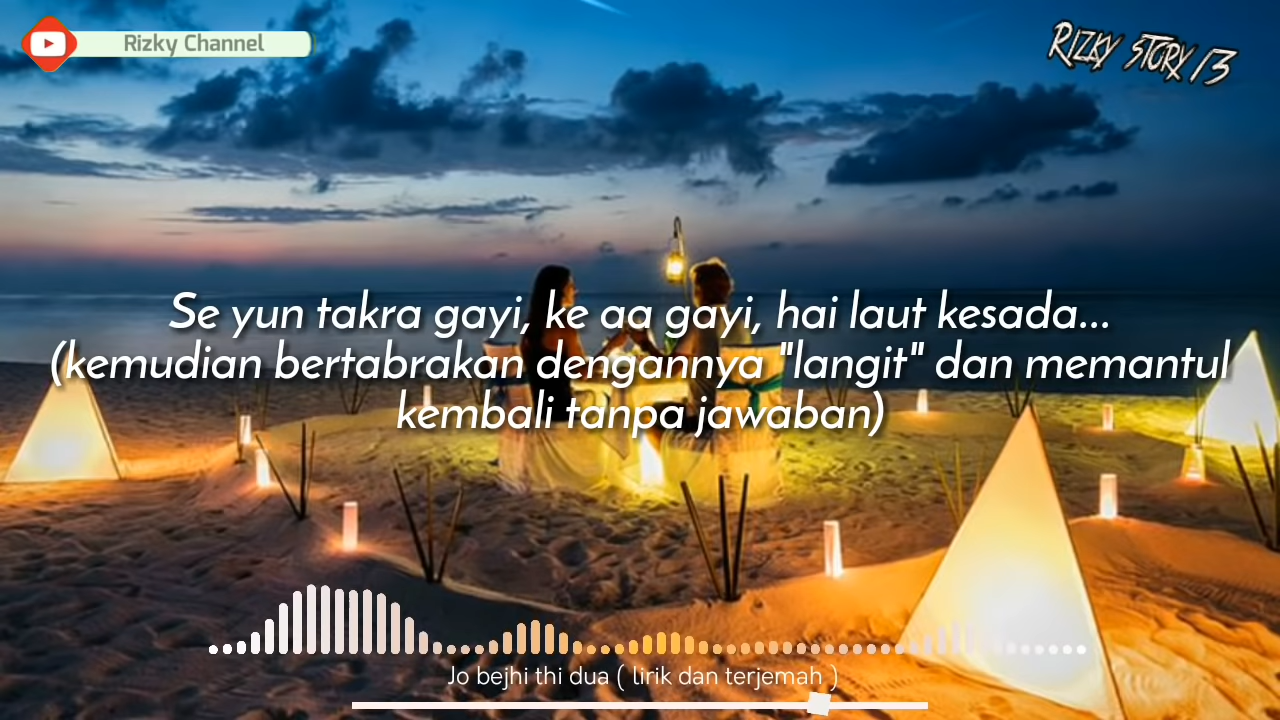 Rizky Channel
Rizky story 13
Se yun takra gayi, ke aa gayi, hai laut kesada...
(kemudian bertabrakan dengannya "langit" dan memantul
kembali tanpa jawaban)
Jo bejhi thi dua ( lirik dan terjemah )